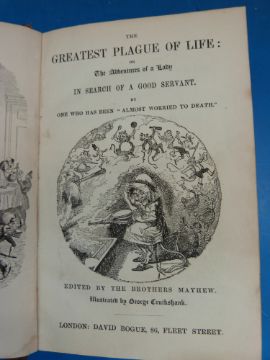 THE
GREATEST PLAGUE OF LIFE:
OR
The Adventures of a Lady
IN SEARCH OF A GOOD SERVANT.
BY
ONE WHO HAS BEEN "ALMOST WORRIED TO DEATH."
EDITED BY THE BROTHERS MAYHEW.
Illustrated by George Cruikshank.
LONDON: DAVID BOGUE, 86, FLEET STREET.